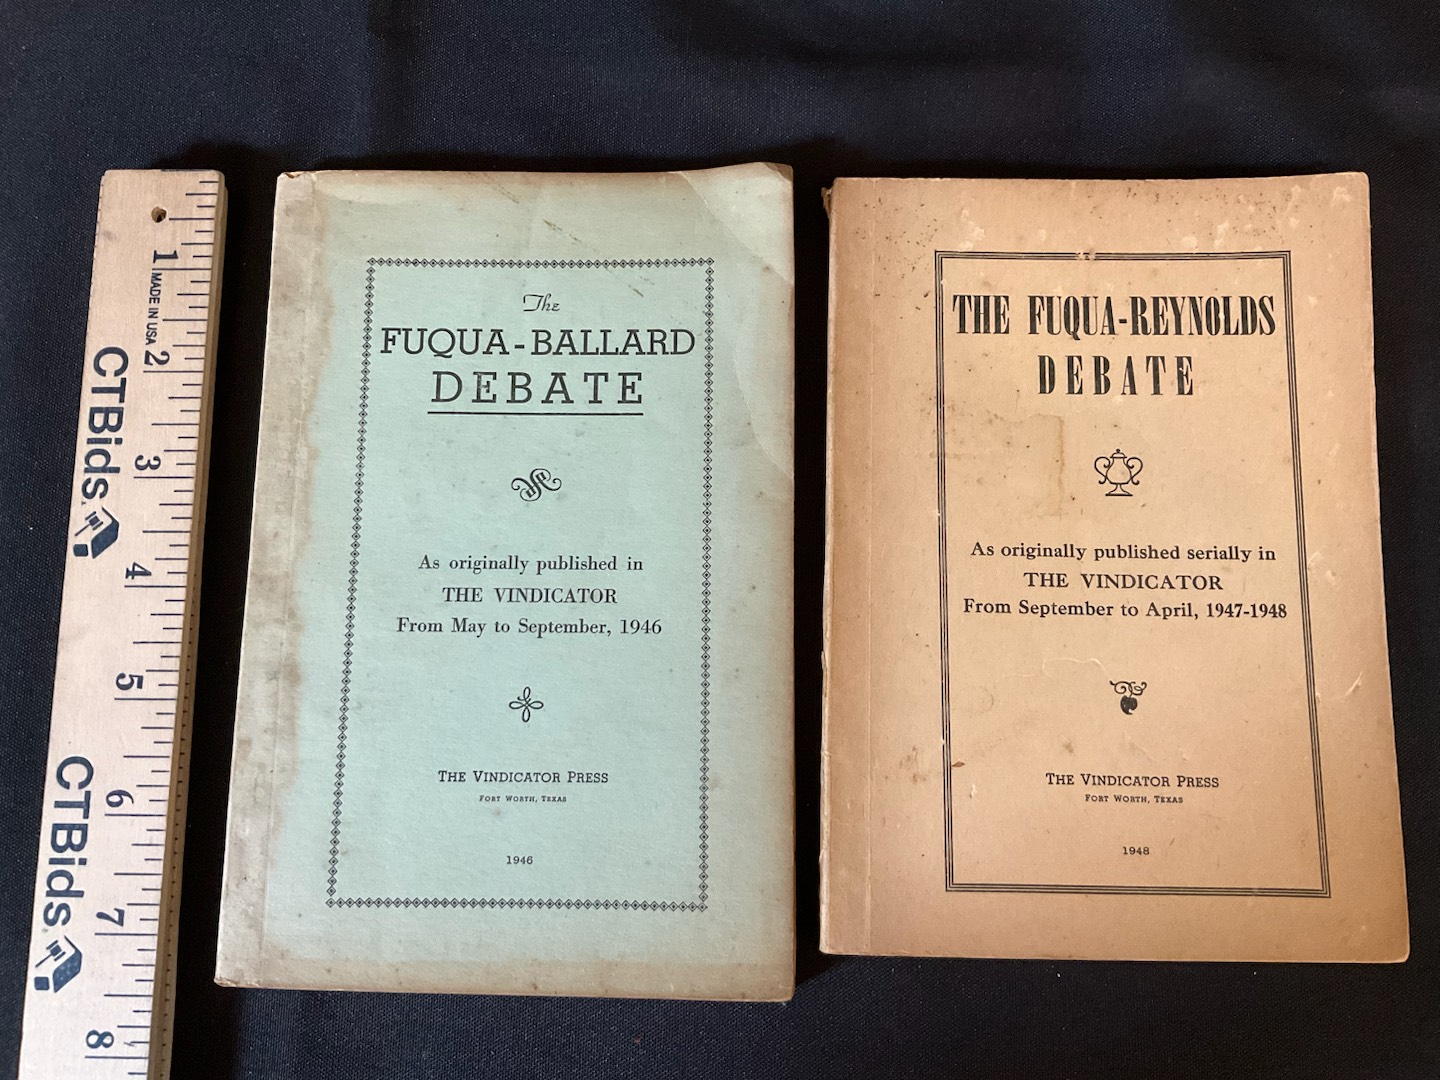 1
MADE IN USA
2
CTBids
3
4
5
CTBids
6
7
8
The
FUQUA-BALLARD
DEBATE
As originally published in
THE VINDICATOR
From May to September, 1946
THE VINDICATOR PRESS
FORT WORTH, TEXAS
1946
THE FUQUA-REYNOLDS
DEBATE
As originally published serially in
THE VINDICATOR
From September to April, 1947-1948
THE VINDICATOR PRESS
FORT WORTH, TEXAS
1948